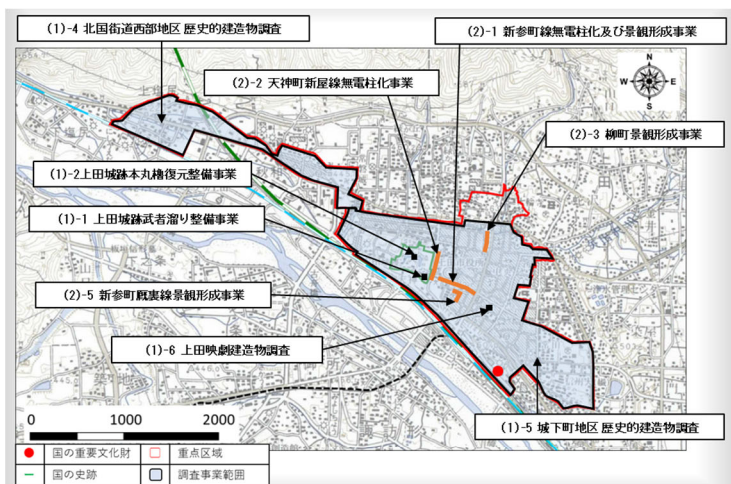 (1)-4 北国街道西部地区 歴史的建造物調査
(2)-1 新参町線無電柱化及び景観形成事業
(2)-2 天神町新屋線無電柱化事業
(2)-3 柳町景観形成事業
(1)-2上田城跡本丸櫓復元整備事業
(1)-1 上田城跡武者溜り整備事業
(2)-5 新参町厩裏線景観形成事業
(1)-6 上田映劇建造物調査
(1)-5 城下町地区 歴史的建造物調査
N
W
E
S
0 1000 2000
国の重要文化財 重点区域
国の史跡 調査事業範囲